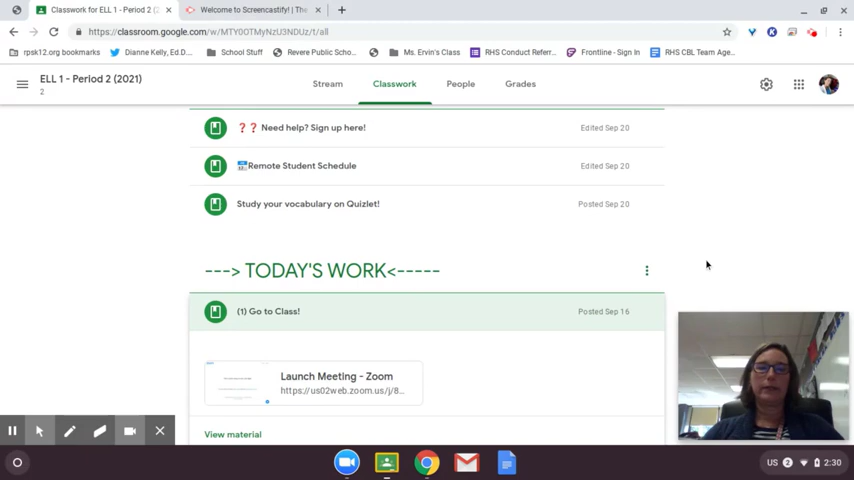 Classwork for ELL 1 - Period 2 (2
Welcome to Screencastify! | The
https://classroom.google.com/w/MTY0OTMyNzU3NDUz/t/all
rpsk12.org bookmarks
Dianne Kelly, Ed.D...
School Stuff
Revere Public Scho...
Ms. Ervin's Class
RHS Conduct Referr...
Frontline - Sign In
RHS CBL Team Age...
ELL 1 - Period 2 (2021)
2
Stream
Classwork
People
Grades
❓❓ Need help? Sign up here!
Edited Sep 20
Remote Student Schedule
Edited Sep 20
Study your vocabulary on Quizlet!
Posted Sep 20
---> TODAY'S WORK<-----
(1) Go to Class!
Posted Sep 16
Launch Meeting - Zoom
https://us02web.zoom.us/j/8...
View material
US 2 2:30